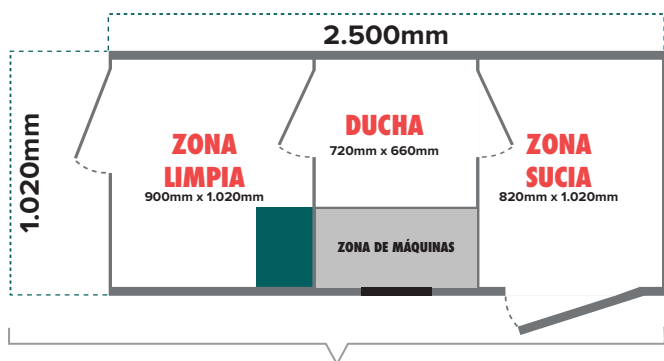 2.500mm
1.020mm
ZONA
LIMPIA
900mm x 1.020mm
DUCHA
720mm x 660mm
ZONA
SUCIA
820mm x 1.020mm
ZONA DE MÁQUINAS